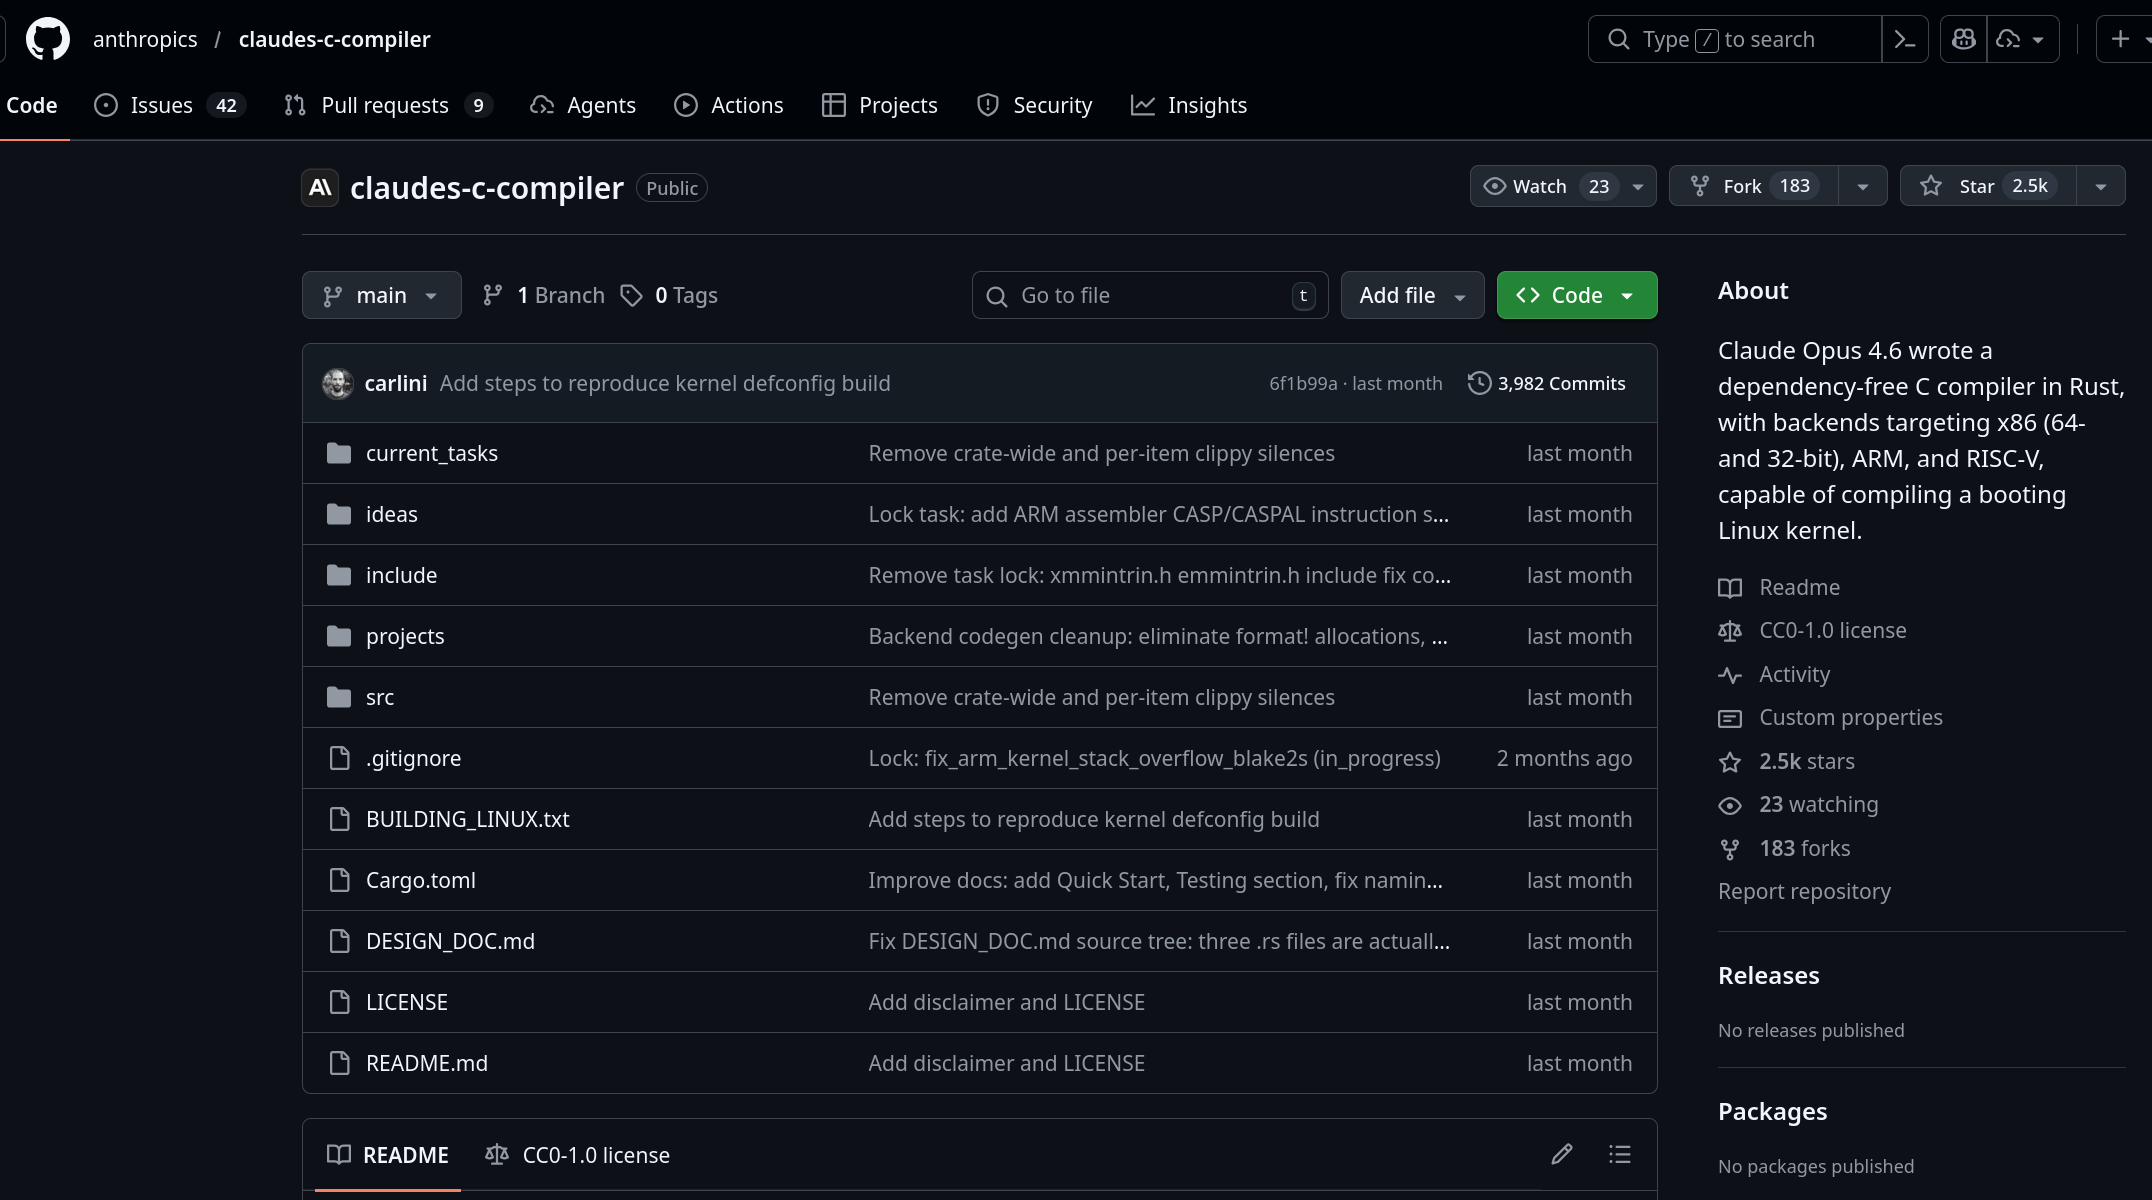 anthropics / claudes-c-compiler
Type / to search
Code
Issues 42
Pull requests 9
Agents
Actions
Projects
Security
Insights
claudes-c-compiler Public
Watch 23
Fork 183
Star 2.5k
main
1 Branch
0 Tags
Go to file t
Add file
Code
carlini Add steps to reproduce kernel defconfig build 6f1b99a · last month 3,982 Commits
current_tasks Remove crate-wide and per-item clippy silences last month
ideas Lock task: add ARM assembler CASP/CASPAL instruction s... last month
include Remove task lock: xmmintrin.h emmintrin.h include fix co... last month
projects Backend codegen cleanup: eliminate format! allocations, ... last month
src Remove crate-wide and per-item clippy silences last month
.gitignore Lock: fix_arm_kernel_stack_overflow_blake2s (in_progress) 2 months ago
BUILDING_LINUX.txt Add steps to reproduce kernel defconfig build last month
Cargo.toml Improve docs: add Quick Start, Testing section, fix namin... last month
DESIGN_DOC.md Fix DESIGN_DOC.md source tree: three .rs files are actuall... last month
LICENSE Add disclaimer and LICENSE last month
README.md Add disclaimer and LICENSE last month
README
CC0-1.0 license
About
Claude Opus 4.6 wrote a
dependency-free C compiler in Rust,
with backends targeting x86 (64-
and 32-bit), ARM, and RISC-V,
capable of compiling a booting
Linux kernel.
Readme
CC0-1.0 license
Activity
Custom properties
2.5k stars
23 watching
183 forks
Report repository
Releases
No releases published
Packages
No packages published